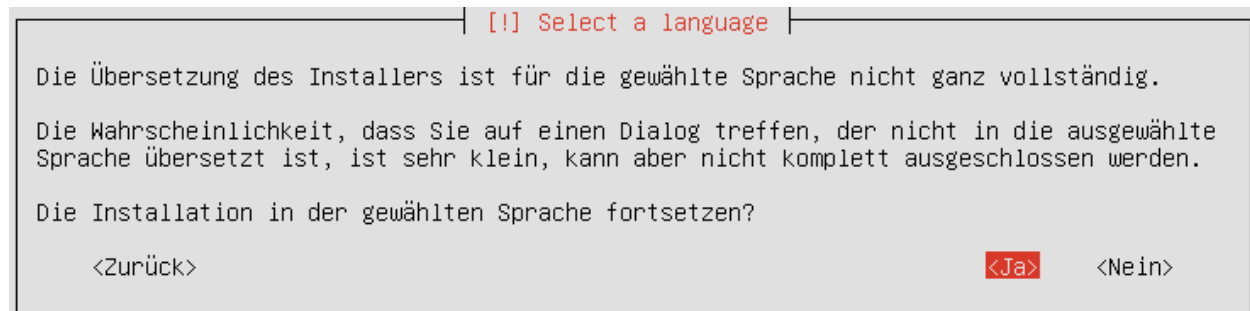 [!] Select a language
Die Übersetzung des Installers ist für die gewählte Sprache nicht ganz vollständig.
Die Wahrscheinlichkeit, dass Sie auf einen Dialog treffen, der nicht in die ausgewählte
Sprache übersetzt ist, ist sehr klein, kann aber nicht komplett ausgeschlossen werden.
Die Installation in der gewählten Sprache fortsetzen?
<Zurück> <Ja> <Nein>